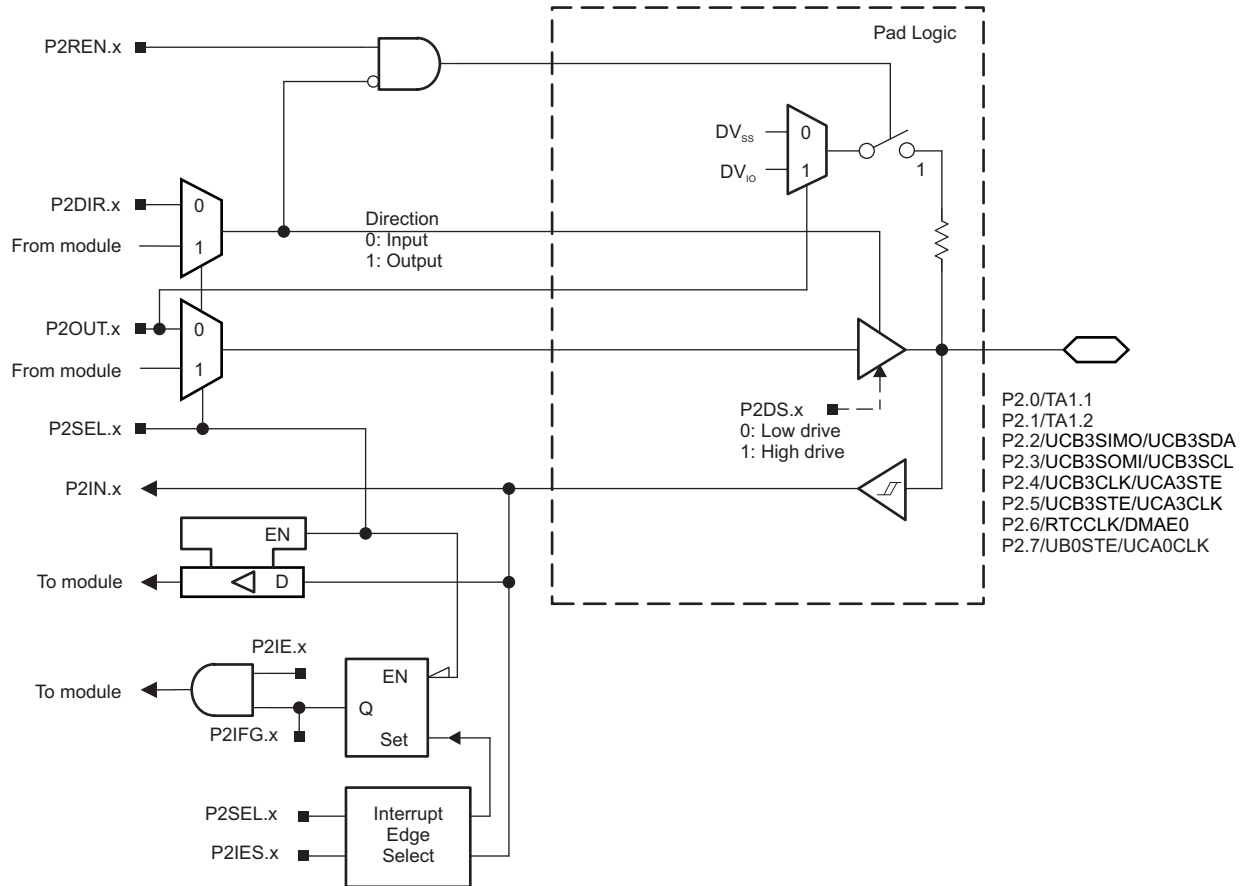 Pad Logic
P2REN.x
DVSS
0
DVIO
1
1
P2DIR.x
0
From module
1
Direction
0: Input
1: Output
P2OUT.x
0
From module
1
P2SEL.x
P2DS.x
0: Low drive
1: High drive
P2.0/TA1.1
P2.1/TA1.2
P2.2/UCB3SIMO/UCB3SDA
P2.3/UCB3SOMI/UCB3SCL
P2.4/UCB3CLK/UCA3STE
P2.5/UCB3STE/UCA3CLK
P2.6/RTCCLK/DMAE0
P2.7/UB0STE/UCA0CLK
P2IN.x
EN
To module
D
P2IE.x
EN
To module
Q
P2IFG.x
Set
P2SEL.x
P2IES.x
Interrupt
Edge
Select